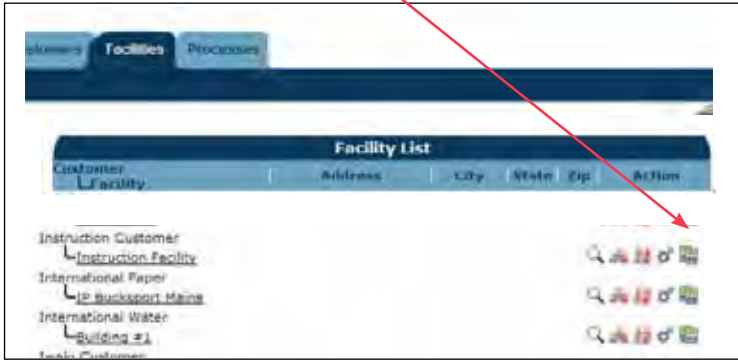 Facilities Processes
Facility List
Customer
Facility Address City State Zip Action
Instruction Customer
Instruction Facility
International Paper
IP Bucksport Maine
International Water
Building #1
Customer